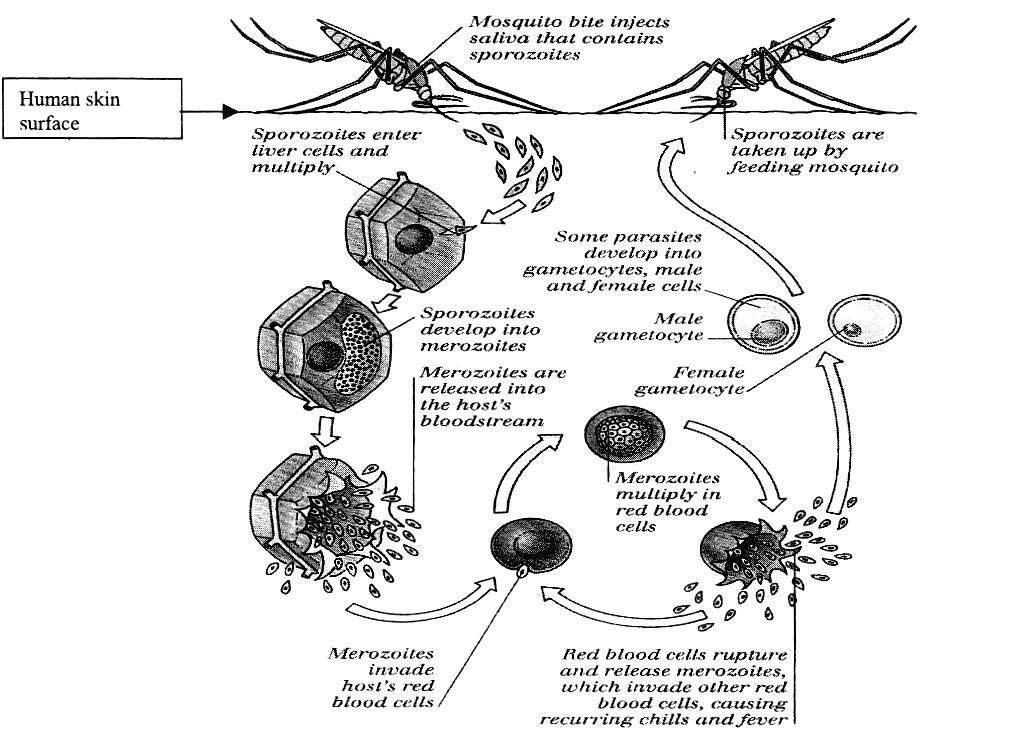 Mosquito bite injects
saliva that contains
sporozoites
Human skin
surface
Sporozoites enter
liver cells and
multiply
Sporozoites are
taken up by
feeding mosquito
Some parasites
develop into
gametocytes, male
and female cells
Sporozoites
develop into
merozoites
Male
gametocyte
Merozoites are
released into
the host's
bloodstream
Female
gametocyte
Merozoites
multiply in
red blood
cells
Merozoites
invade
host's red
blood cells
Red blood cells rupture
and release merozoites,
which invade other red
blood cells, causing
recurring chills and fever